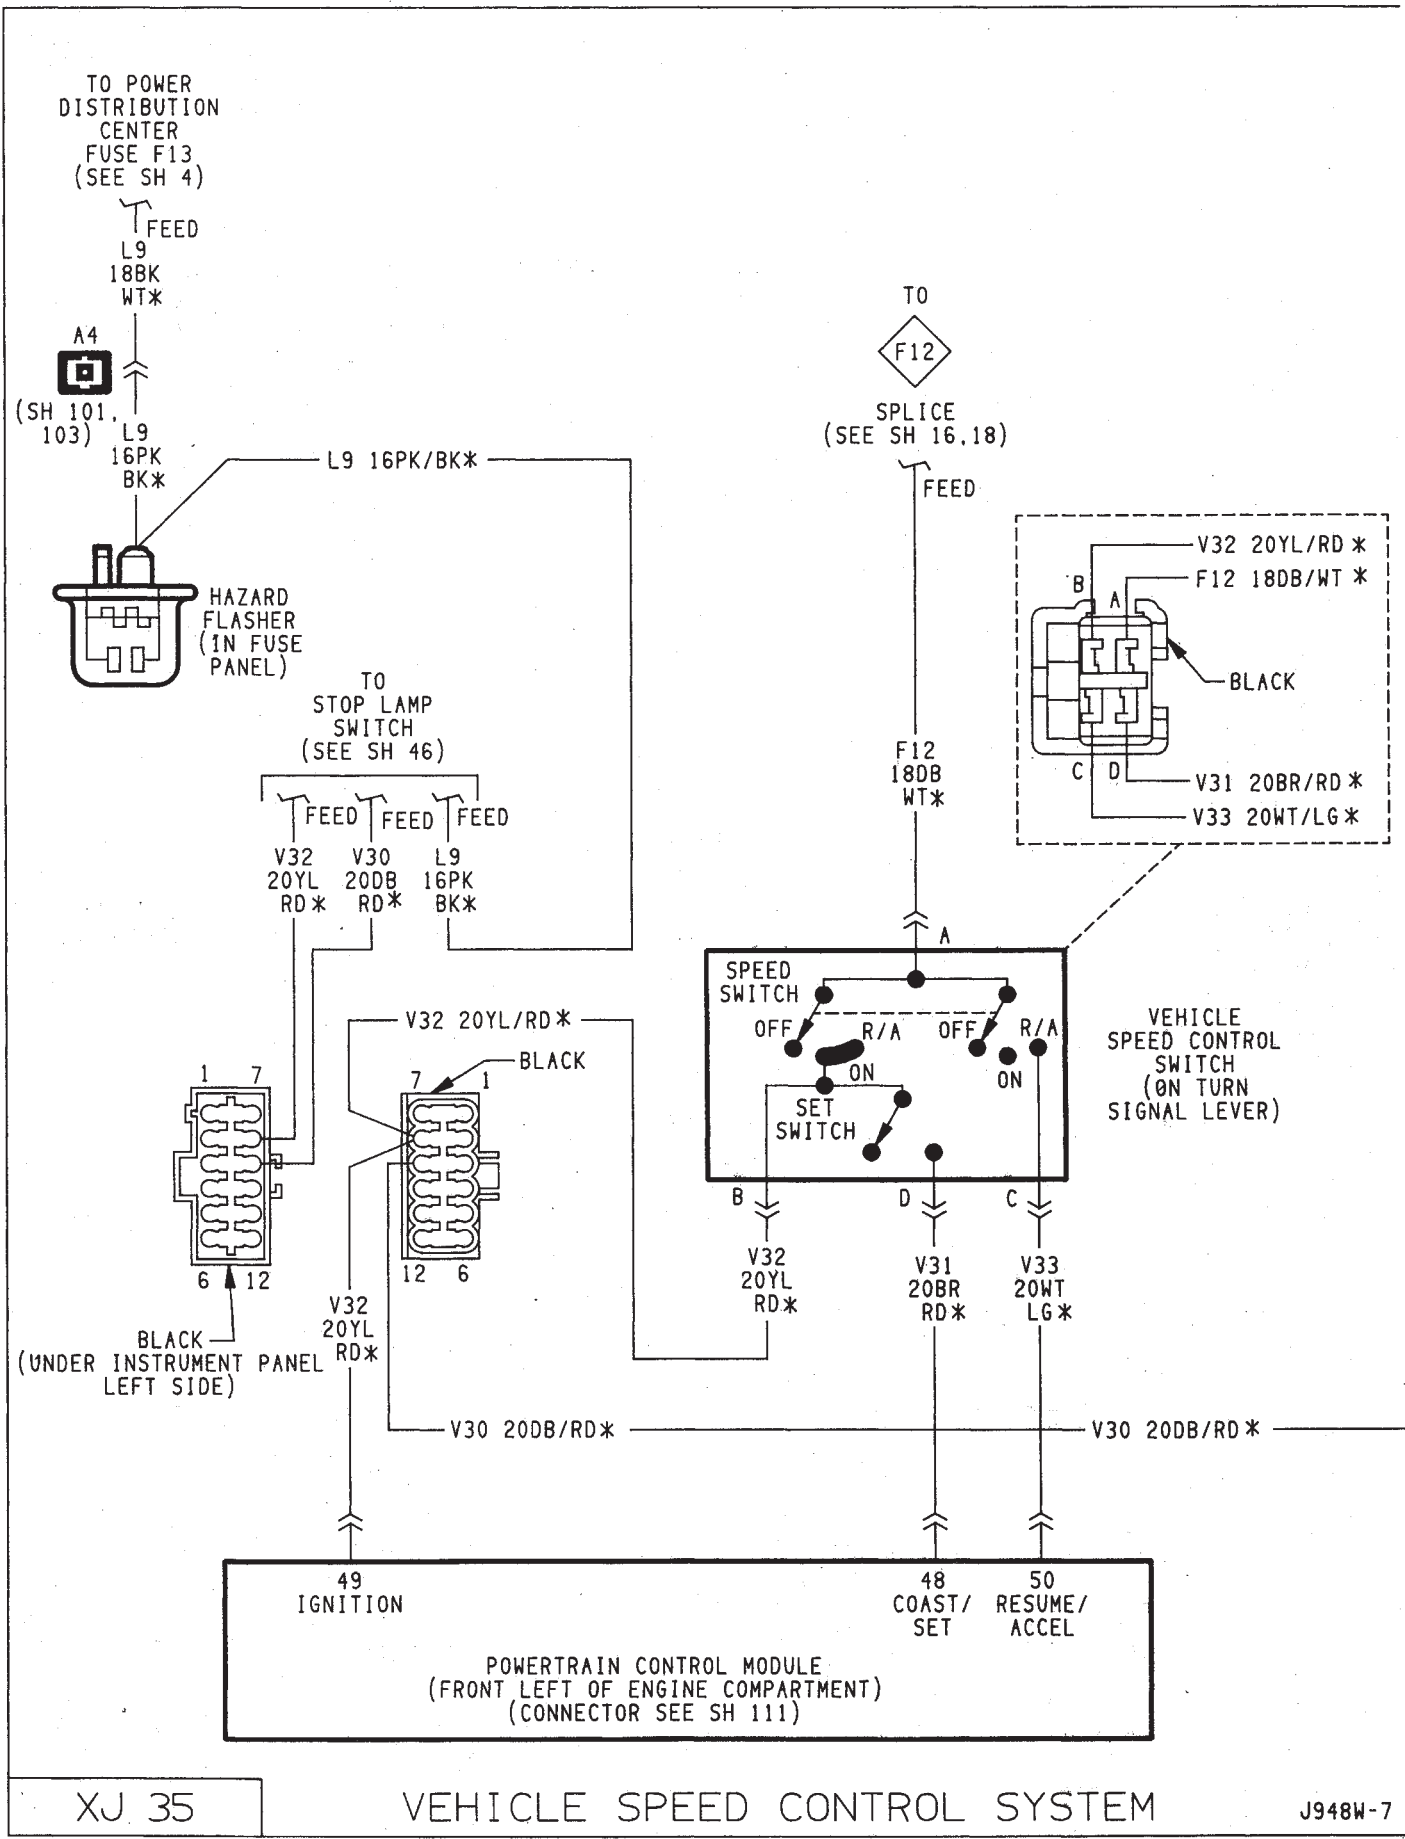 TO POWER
DISTRIBUTION
CENTER
FUSE F13
(SEE SH 4)
FEED
L9
18BK
WT*
A4
(SH 101,
103)
L9
16PK
BK*
L9 16PK/BK*
HAZARD
FLASHER
(IN FUSE
PANEL)
TO
STOP LAMP
SWITCH
(SEE SH 46)
FEED
FEED
FEED
V32
20YL
RD*
V30
20DB
RD*
L9
16PK
BK*
TO
F12
SPLICE
(SEE SH 16,18)
FEED
F12
18DB
WT*
V32 20YL/RD*
F12 18DB/WT*
B
A
BLACK
C
D
V31 20BR/RD*
V33 20WT/LG*
A
SPEED
SWITCH
OFF
R/A
ON
OFF
R/A
ON
SET
SWITCH
VEHICLE
SPEED CONTROL
SWITCH
(ON TURN
SIGNAL LEVER)
B
D
C
V32 20YL/RD*
BLACK
1
7
6
12
7
1
12
6
BLACK
(UNDER INSTRUMENT PANEL
LEFT SIDE)
V32
20YL
RD*
V32
20YL
RD*
V31
20BR
RD*
V33
20WT
LG*
V30 20DB/RD*
V30 20DB/RD*
49
IGNITION
48
COAST/
SET
50
RESUME/
ACCEL
POWERTRAIN CONTROL MODULE
(FRONT LEFT OF ENGINE COMPARTMENT)
(CONNECTOR SEE SH 111)
XJ 35
VEHICLE SPEED CONTROL SYSTEM
J948W-7